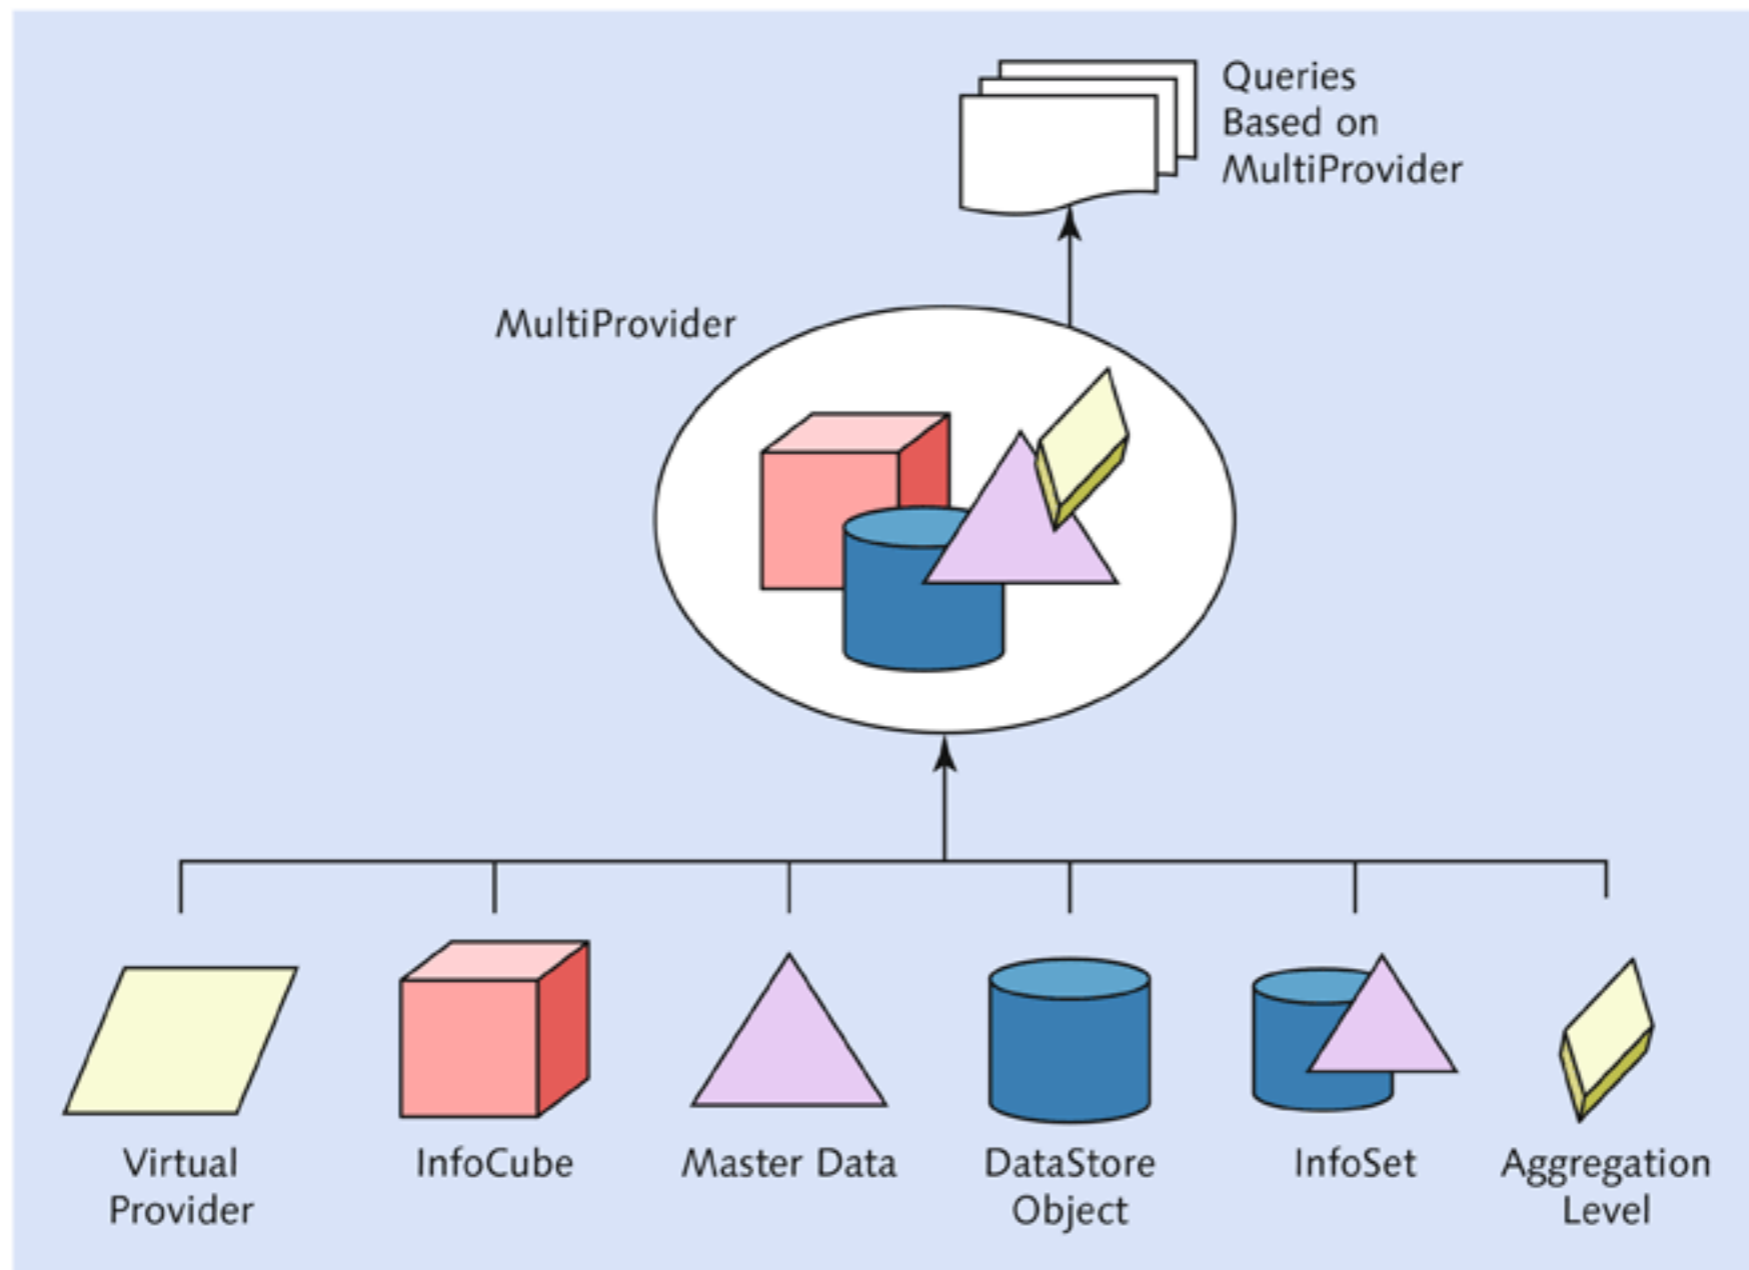 Queries
Based on
MultiProvider
MultiProvider
Virtual
Provider
InfoCube
Master Data
DataStore
Object
InfoSet
Aggregation
Level